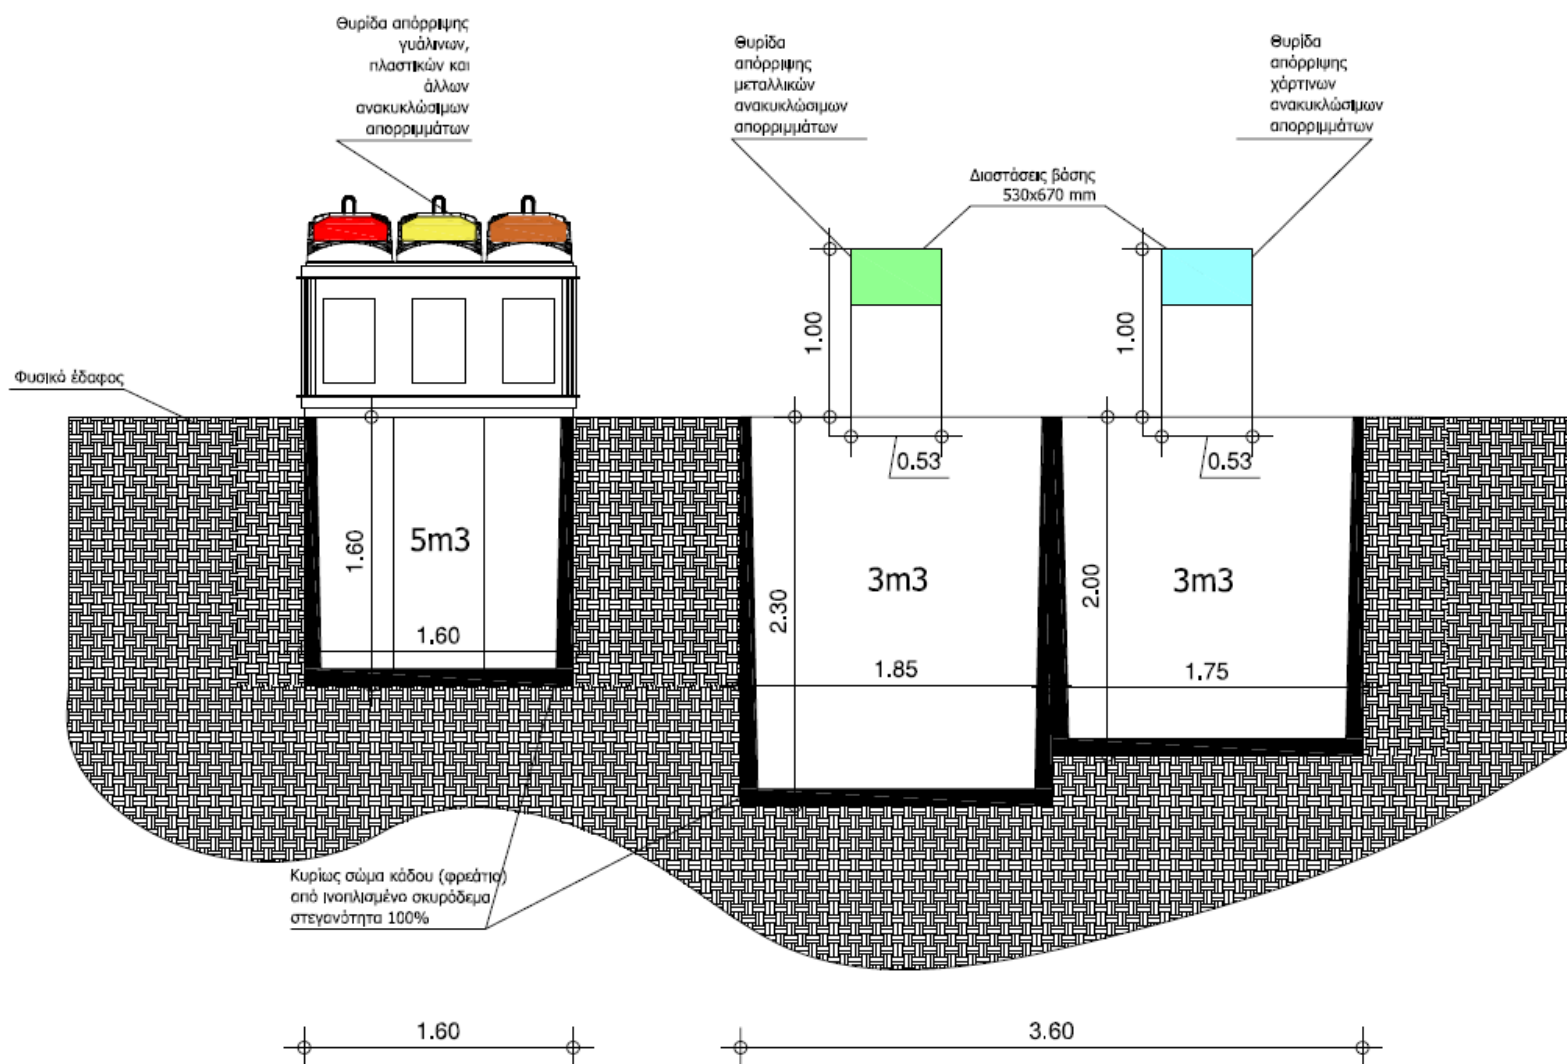 Θυρίδα απόρριψης
γυάλινων,
πλαστικών και
άλλων
ανακυκλώσιμων
απορριμμάτων
Θυρίδα
απόρριψης
μεταλλικών
ανακυκλώσιμων
απορριμμάτων
Θυρίδα
απόρριψης
χάρτινων
ανακυκλώσιμων
απορριμμάτων
Διαστάσεις βάσης
530x670 mm
1.00
1.00
Φυσικό έδαφος
0.53
0.53
1.60
5m3
1.60
2.30
3m3
1.85
2.00
3m3
1.75
Κυρίως σώμα κάδου (φρεάτιο)
από ινοπλισμένο σκυρόδεμα
στεγανότητα 100%
1.60
3.60